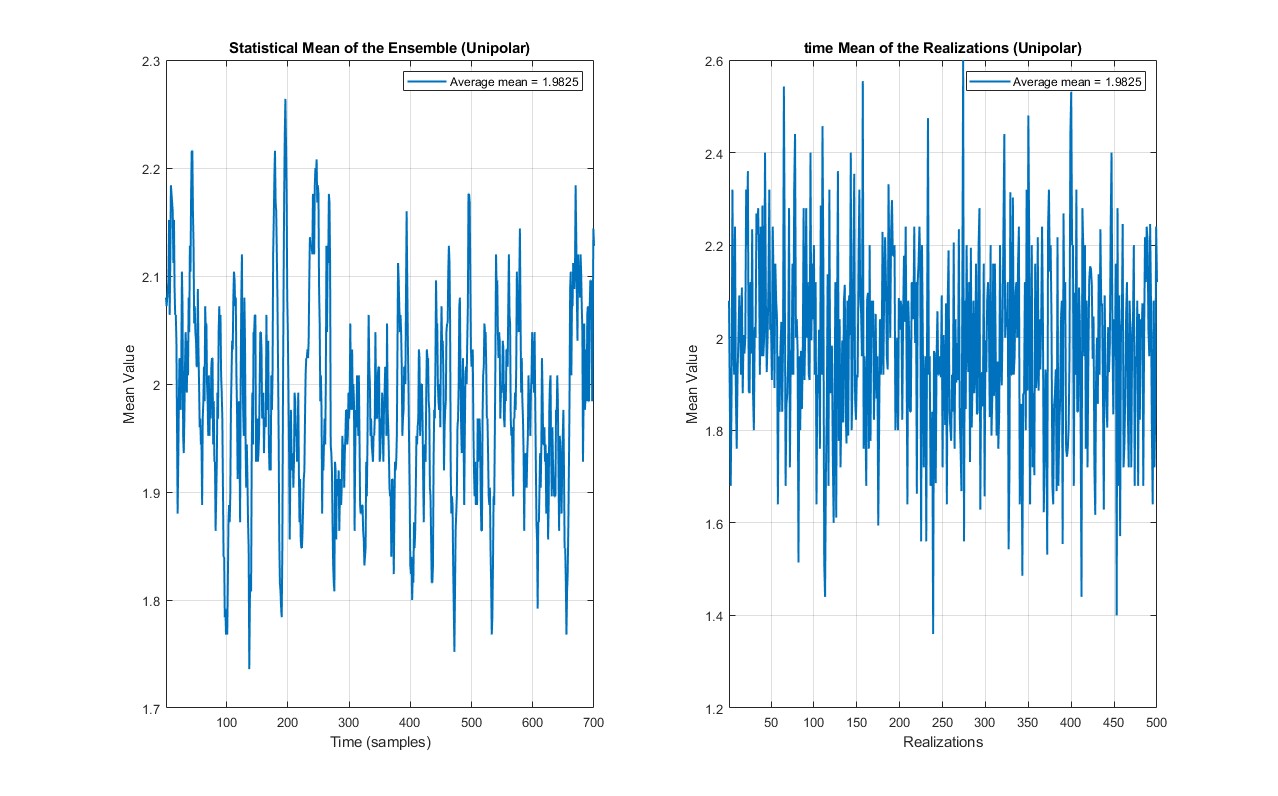 Statistical Mean of the Ensemble (Unipolar)
Average mean = 1.9825
2.3
2.2
2.1
2
1.9
1.8
1.7
Mean Value
100 200 300 400 500 600 700
Time (samples)
time Mean of the Realizations (Unipolar)
Average mean = 1.9825
2.6
2.4
2.2
2
1.8
1.6
1.4
1.2
Mean Value
50 100 150 200 250 300 350 400 450 500
Realizations